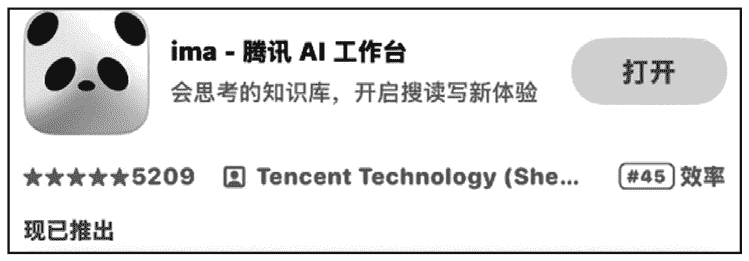 ima - 腾讯 AI 工作台
会思考的知识库，开启搜读写新体验
打开
★★★★★5209 Tencent Technology (She... #45 效率
现已推出